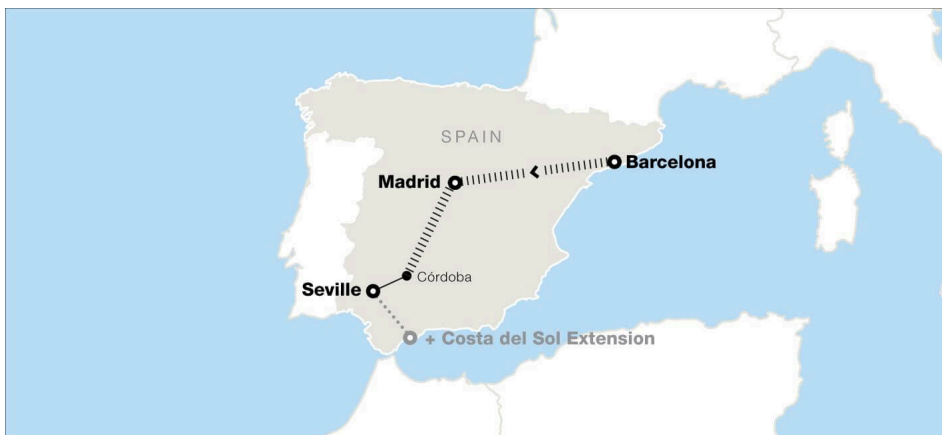 SPAIN
Barcelona
Madrid
Córdoba
Seville
+ Costa del Sol Extension